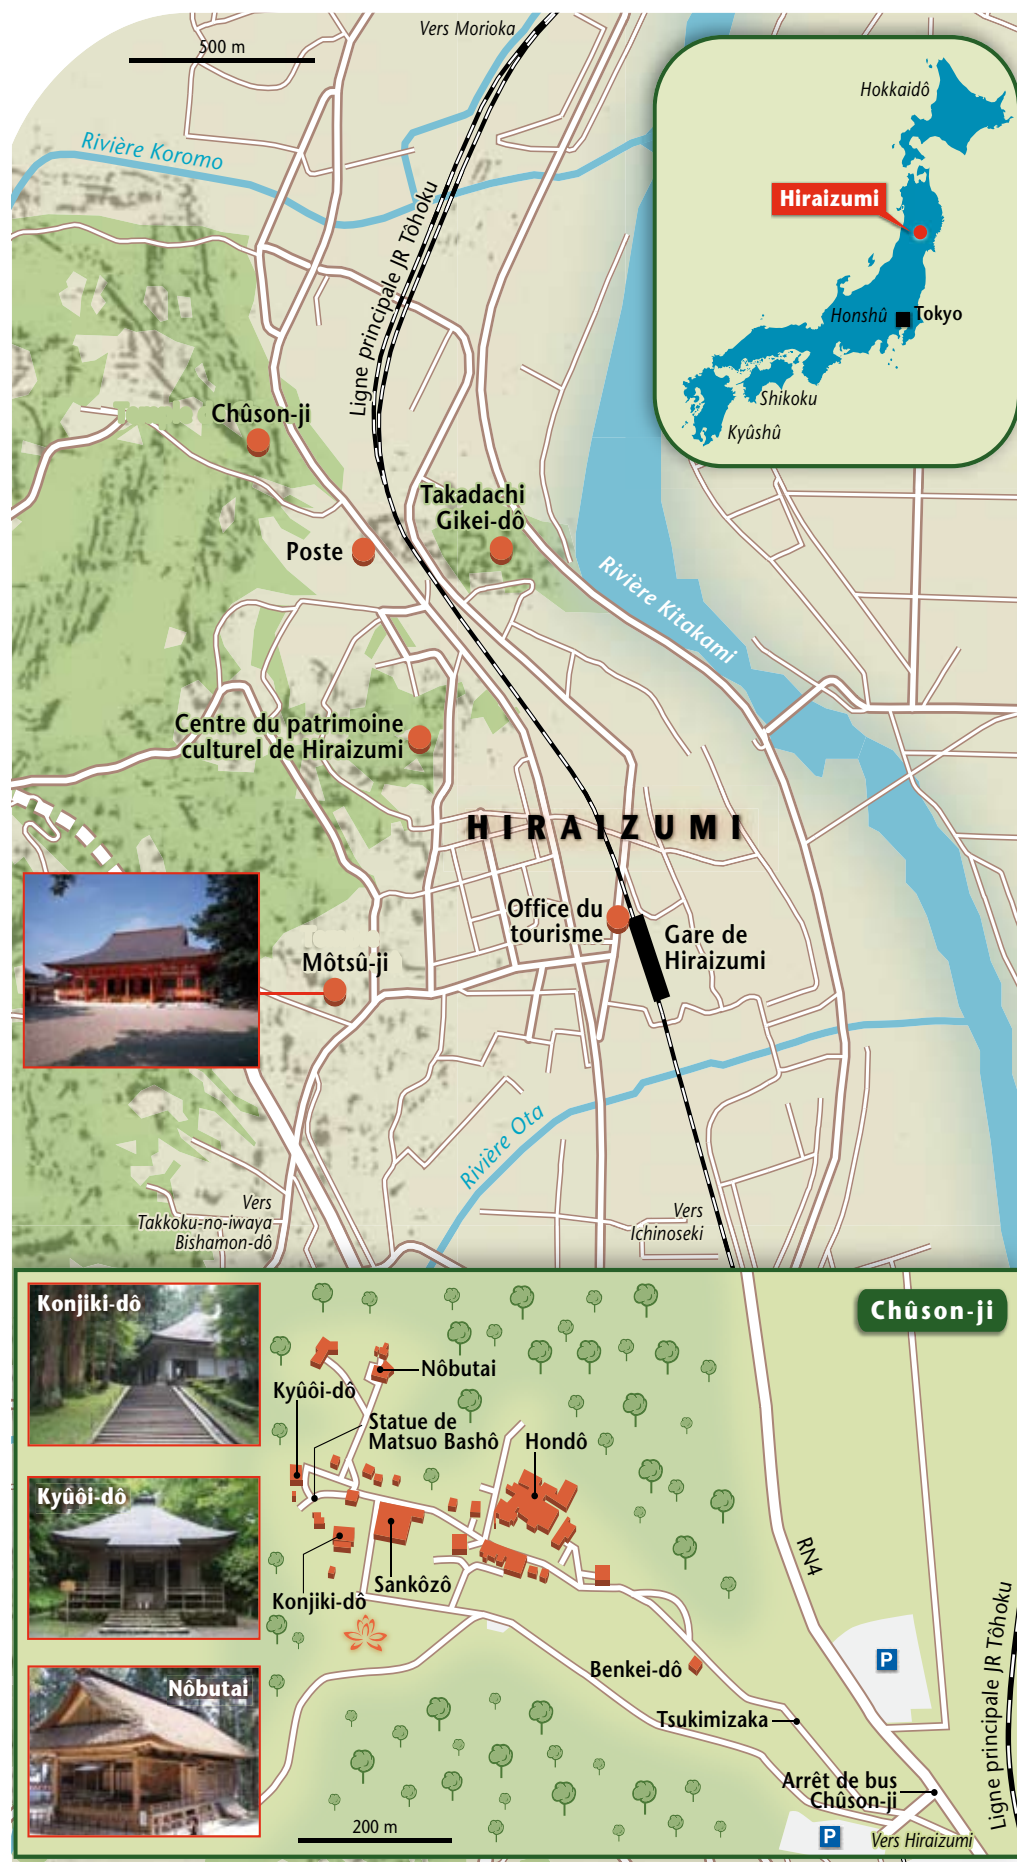 Vers Morioka
500 m
Rivière Koromo
Ligne principale JR Tôhoku
Hokkaidô
Hiraizumi
Honshû
Tokyo
Shikoku
Kyûshû
Chûson-ji
Takadachi
Gikei-dô
Poste
Rivière Kitakami
Centre du patrimoine
culturel de Hiraizumi
HIRAIZUMI
Office du
tourisme
Gare de
Hiraizumi
Môtsû-ji
Rivière Ota
Vers
Takkoku-no-iwaya
Bishamon-dô
Vers
Ichinoseki
Chûson-ji
Konjiki-dô
Nôbutai
Kyûôi-dô
Statue de
Matsuo Bashô
Hondô
Kyûôi-dô
RN4
Sankôzô
Konjiki-dô
Ligne principale JR Tôhoku
P
Benkei-dô
Nôbutai
Tsukimizaka
Arrêt de bus
Chûson-ji
200 m
P
Vers Hiraizumi